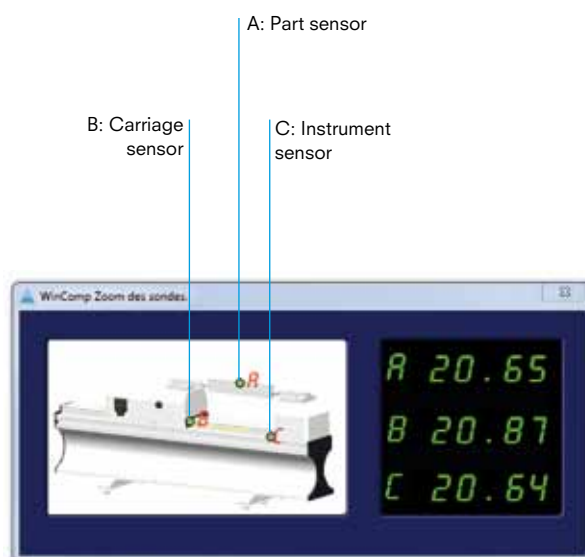 A: Part sensor
B: Carriage
sensor
C: Instrument
sensor
WinComp Zoom des sondes.
A
B
C
A 20.65
B 20.87
C 20.64